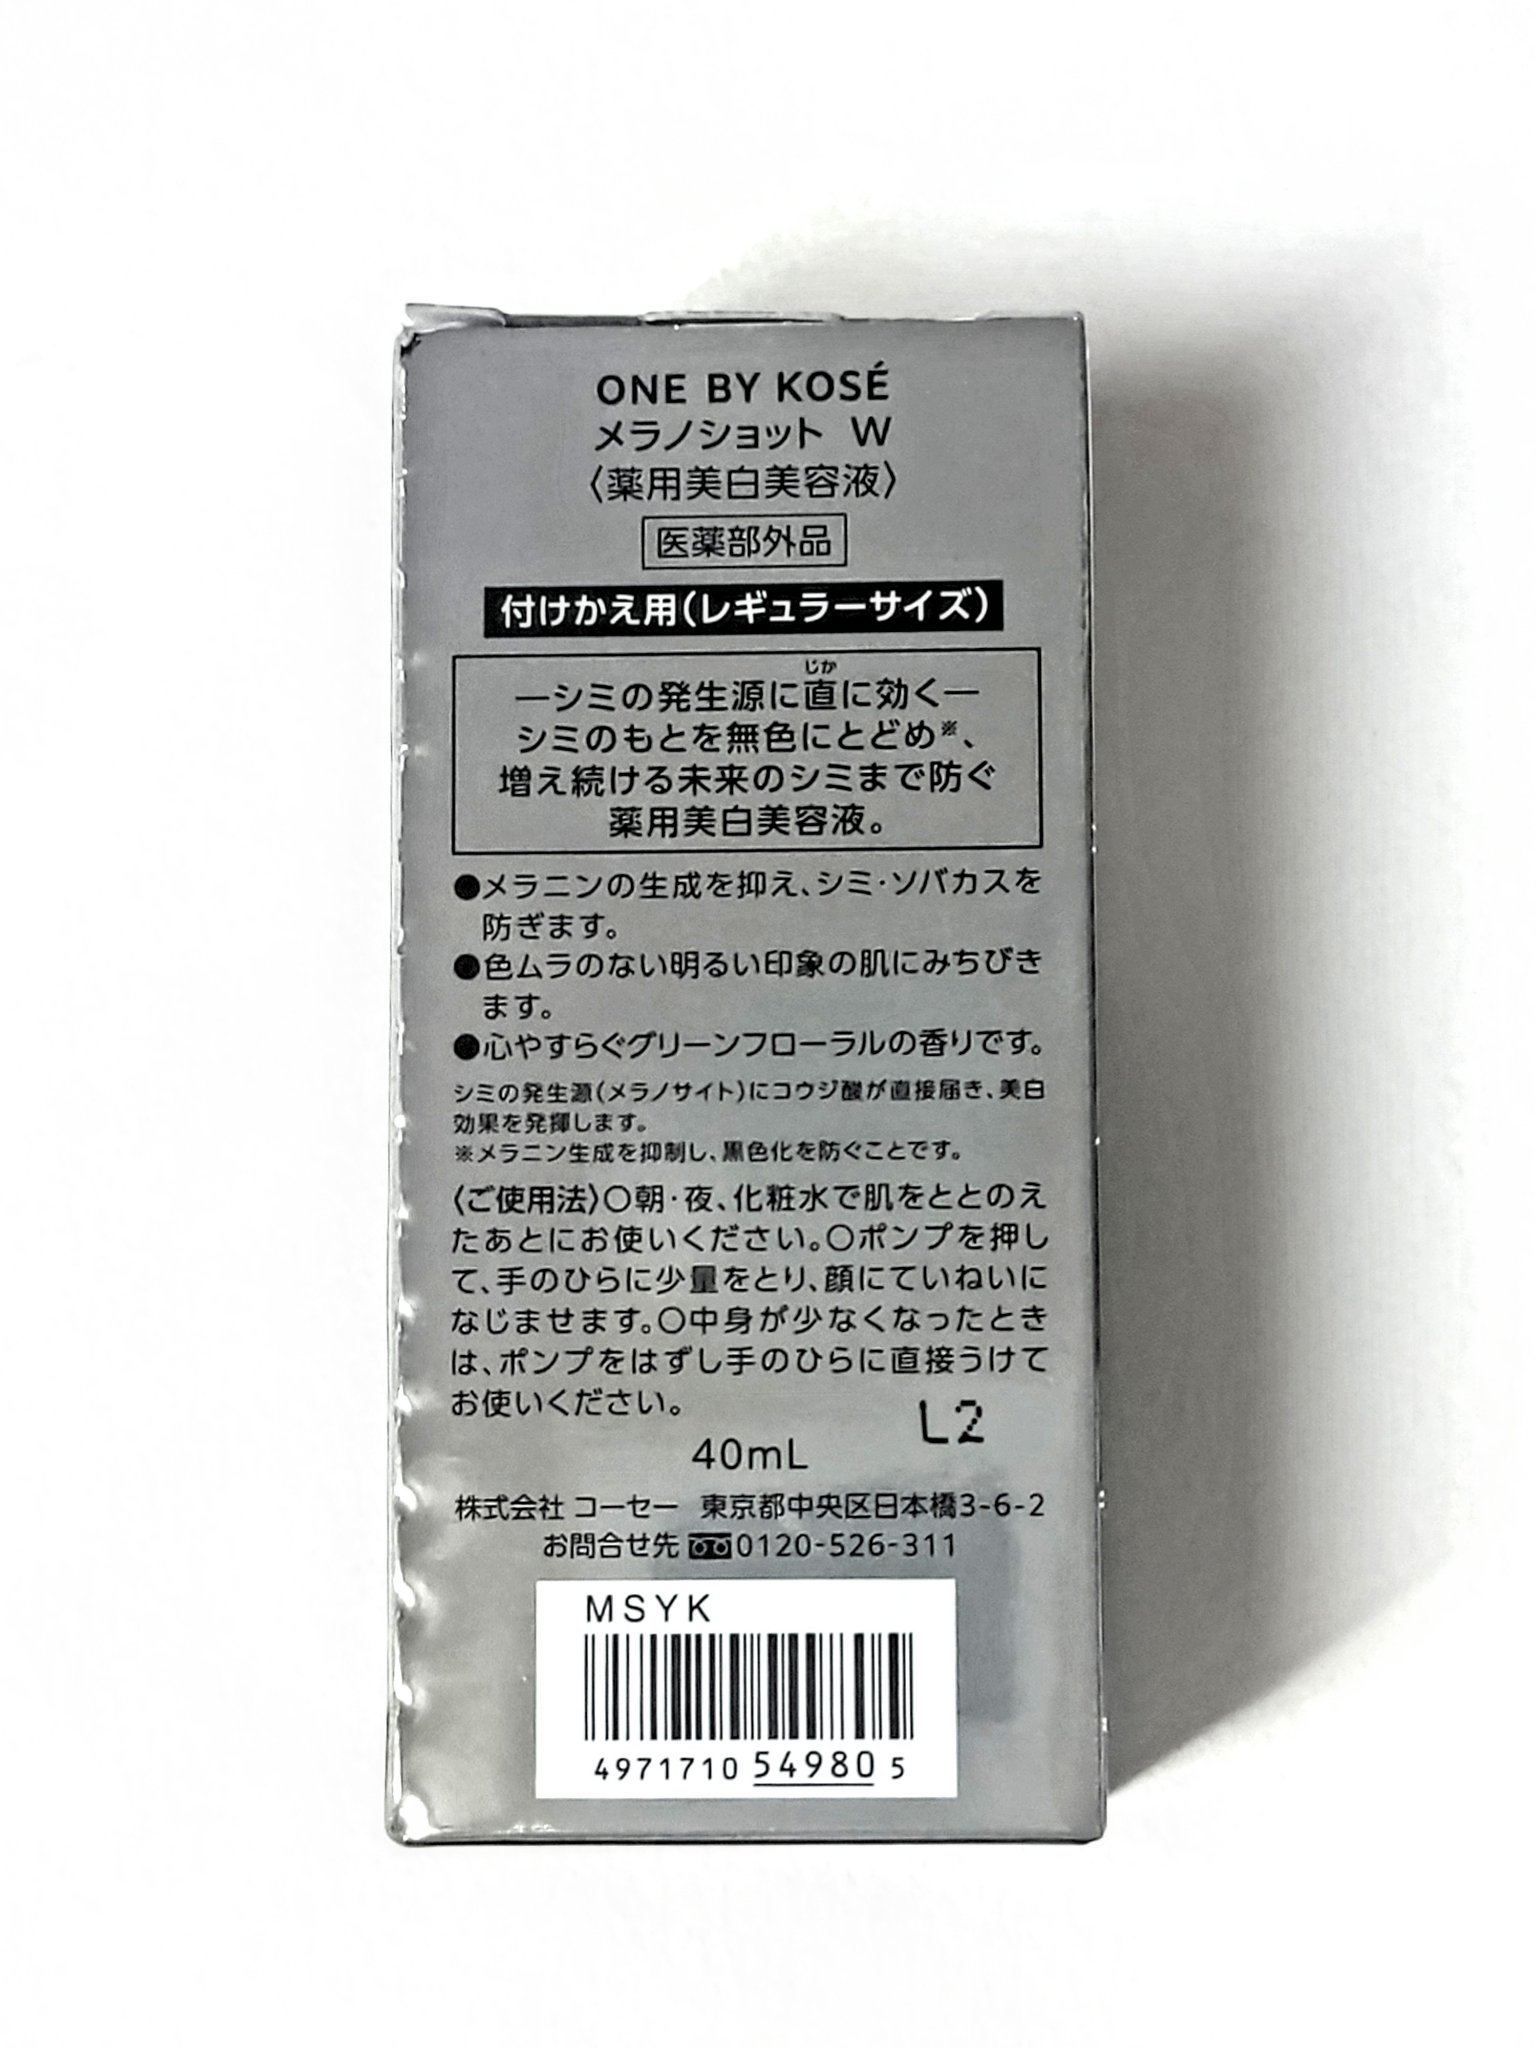 ONE BY KOSÉ
メラノショット W
〈薬用美白美容液〉
医薬部外品
付けかえ用(レギュラーサイズ)
じか
―シミの発生源に直に効く―
シミのもとを無色にとどめ※、
増え続ける未来のシミまで防ぐ
薬用美白美容液。
●メラニンの生成を抑え、シミ・ソバカスを
防ぎます。
●色ムラのない明るい印象の肌にみちびき
ます。
●心やすらぐグリーンフローラルの香りです。
シミの発生源(メラノサイト)にコウジ酸が直接届き、美白
効果を発揮します。
※メラニン生成を抑制し、黒色化を防ぐことです。
〈ご使用法〉○朝・夜、化粧水で肌をととのえ
たあとにお使いください。○ポンプを押し
て、手のひらに少量をとり、顔にていねいに
なじませます。○中身が少なくなったとき
は、ポンプをはずし手のひらに直接うけて
お使いください。
L2
40mL
株式会社 コーセー 東京都中央区日本橋3-6-2
お問合せ先 0120-526-311
MSYK
4971710 54980 5